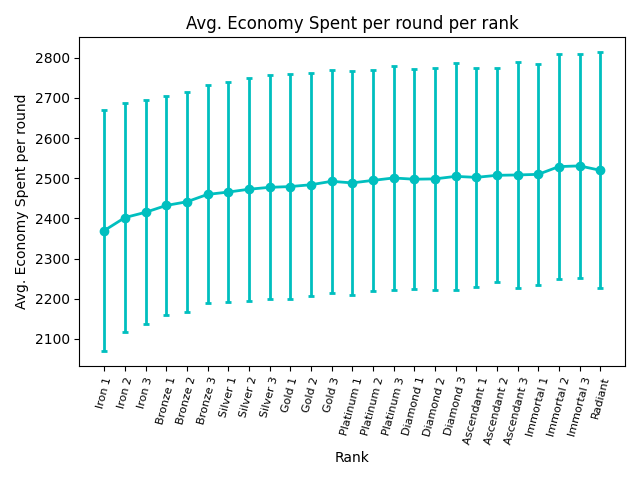 Avg. Economy Spent per round per rank
Avg. Economy Spent per round
2800
2700
2600
2500
2400
2300
2200
2100
Iron 1
Iron 2
Iron 3
Bronze 1
Bronze 2
Bronze 3
Silver 1
Silver 2
Silver 3
Gold 1
Gold 2
Gold 3
Platinum 1
Platinum 2
Platinum 3
Diamond 1
Diamond 2
Diamond 3
Ascendant 1
Ascendant 2
Ascendant 3
Immortal 1
Immortal 2
Immortal 3
Radiant
Rank